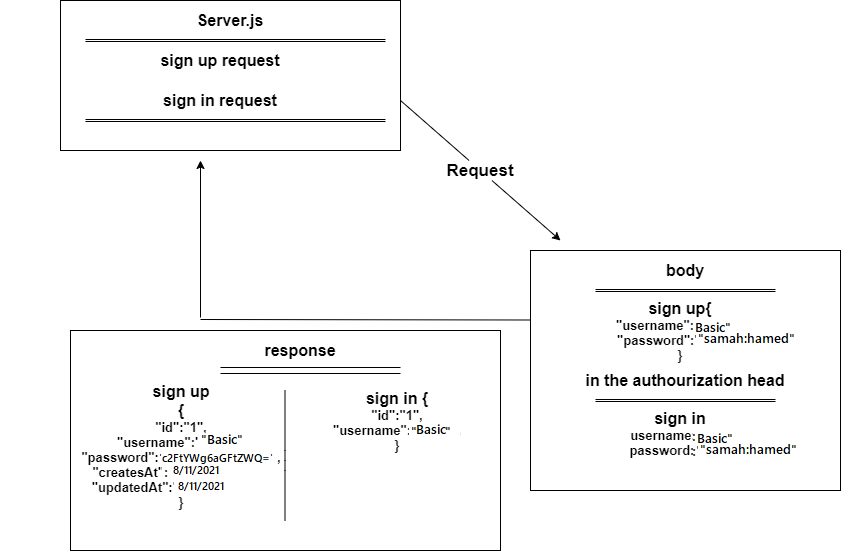 Server.js
sign up request
sign in request
Request
body
sign up{
"username": Basic"
"password":'"samah:hamed"
}
in the authourization head
sign in
username: Basic"
password:'"samah:hamed"
response
sign up
{
"id":"1",
"username":' "Basic"
"password":'c2FtYWg6aGFtZWQ=' ,
"createsAt' : 8/11/2021
"updatedAt":' 8/11/2021
}
sign in {
"id":"1",
"username": "Basic"
}